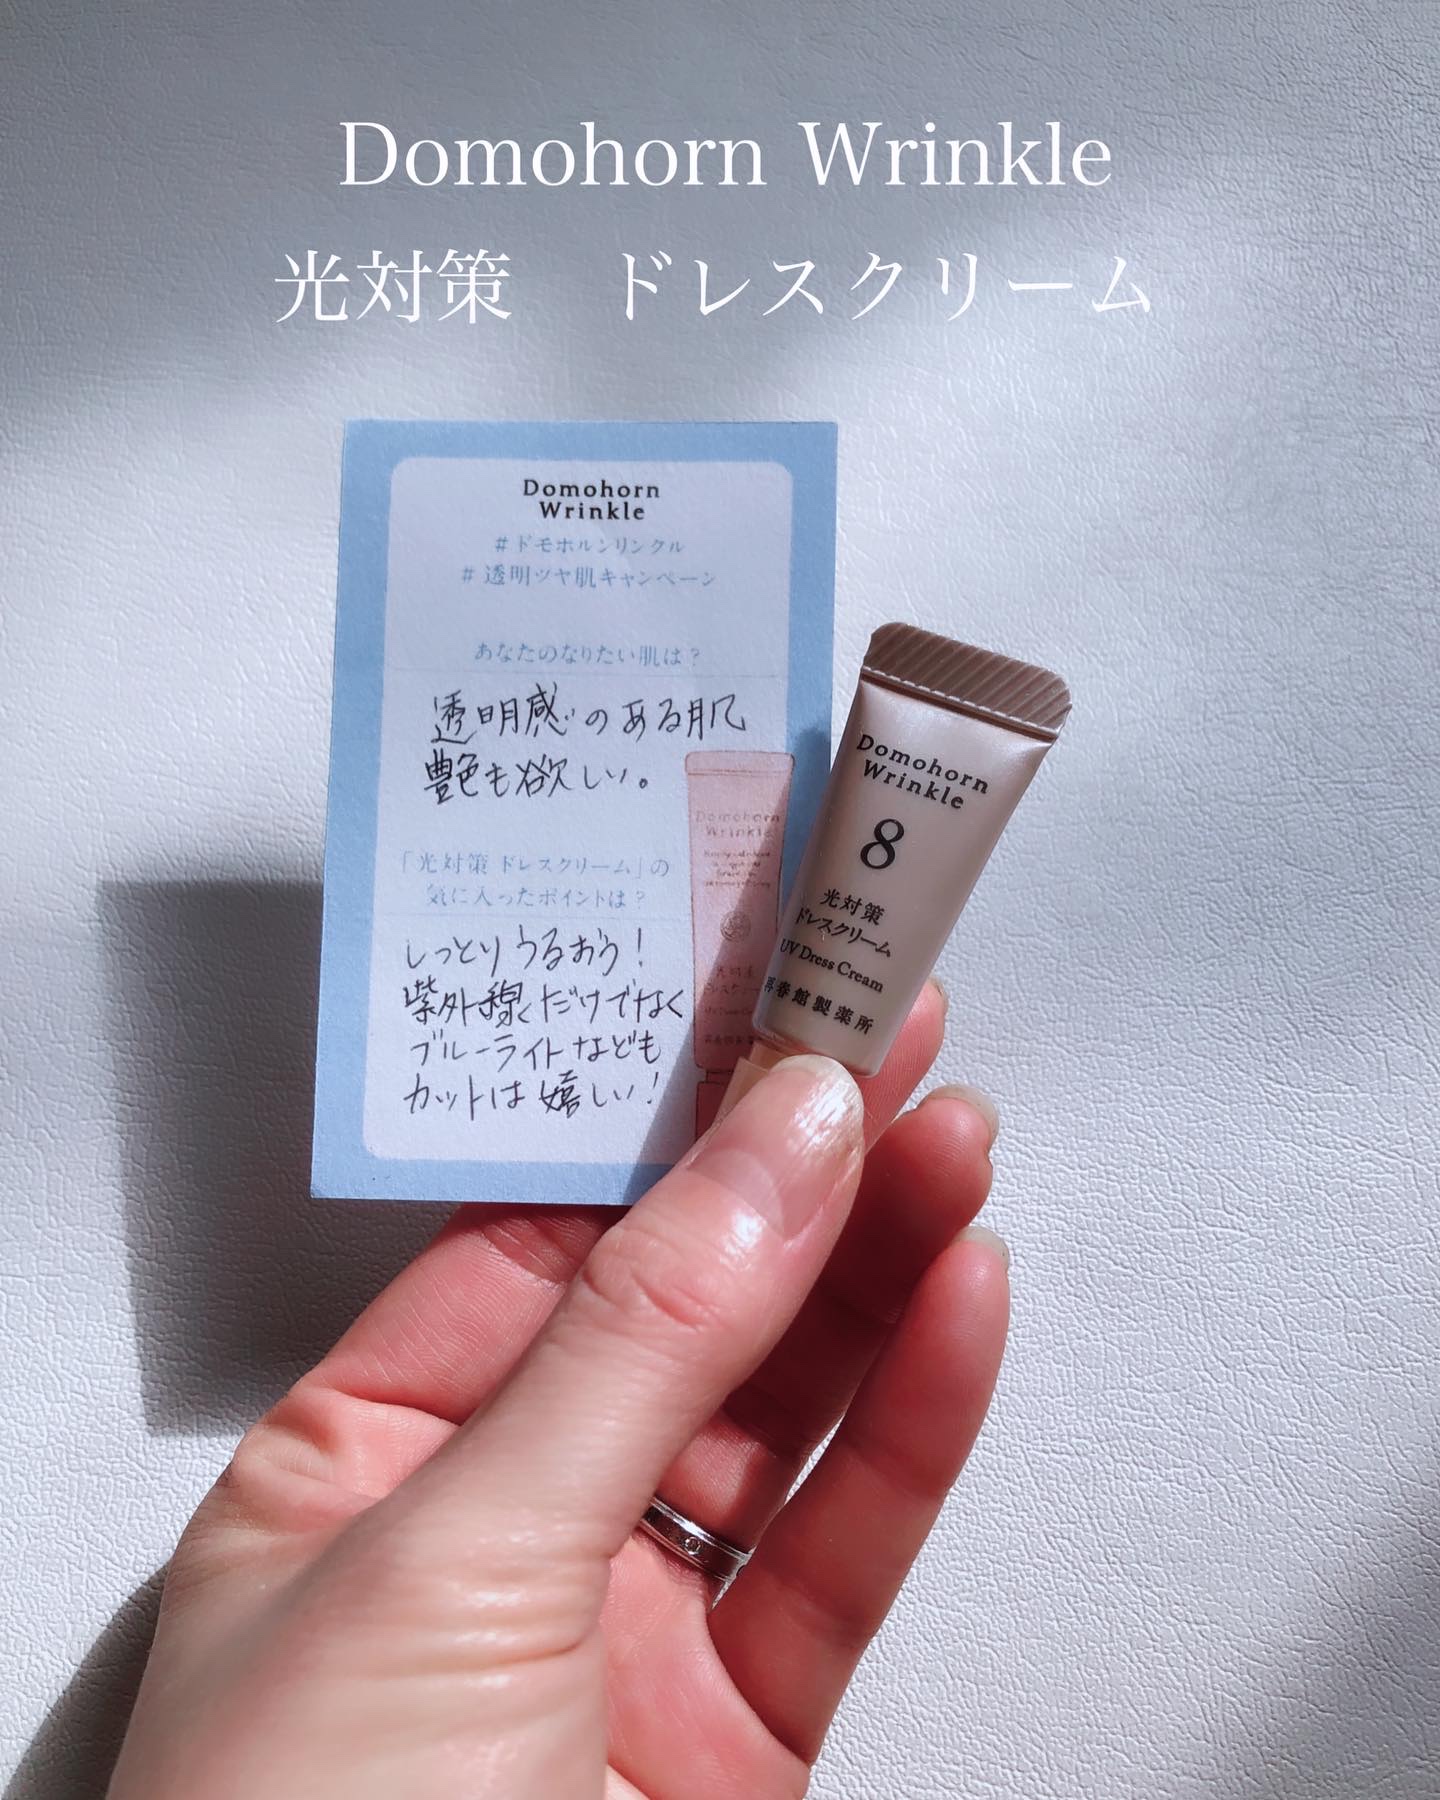 Domohorn Wrinkle
光対策　ドレスクリーム
Domohorn
Wrinkle
#ドモホルンリンクル
#透明ツヤ肌キャンペーン
あなたのなりたい肌は?
透明感のある肌
艶も欲しい。
「光対策 ドレスクリーム」の
気に入ったポイントは?
しっとりうるおう!
紫外線だけでなく
ブルーライトなども
カットは嬉しい!
Domohorn
Wrinkle
Domohorn
Wrinkle
8
光対策
ドレスクリーム
UV Dress Cream
再春館製薬所